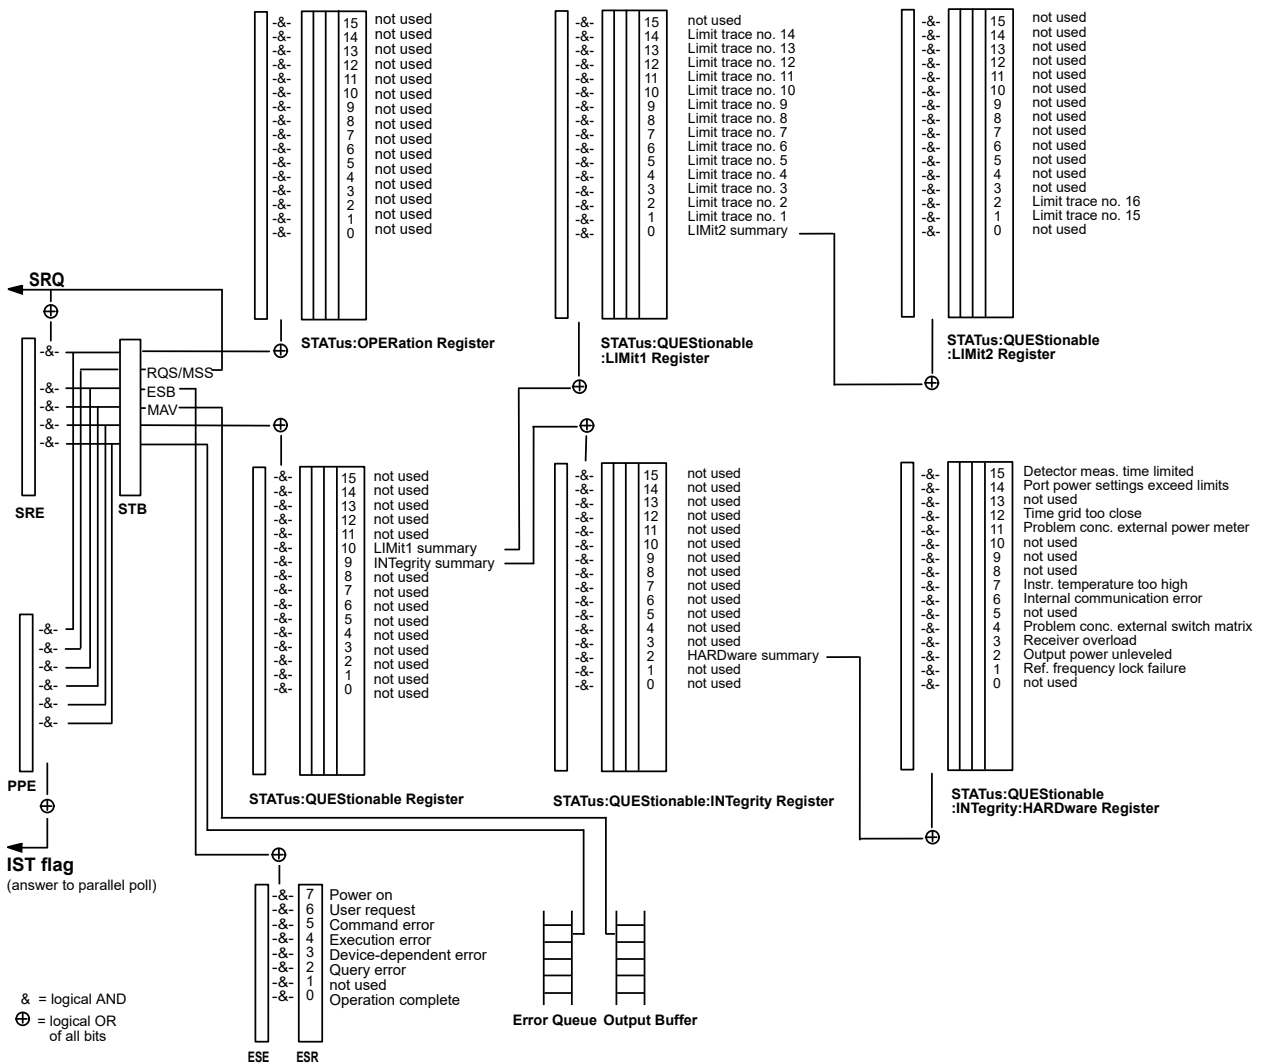 -&- 15 not used
-&- 14 not used
-&- 13 not used
-&- 12 not used
-&- 11 not used
-&- 10 not used
-&- 9 not used
-&- 8 not used
-&- 7 not used
-&- 6 not used
-&- 5 not used
-&- 4 not used
-&- 3 not used
-&- 2 not used
-&- 1 not used
-&- 0
STATus:OPERation Register
-&- 15 not used
-&- 14 Limit trace no. 14
-&- 13 Limit trace no. 13
-&- 12 Limit trace no. 12
-&- 11 Limit trace no. 11
-&- 10 Limit trace no. 10
-&- 9 Limit trace no. 9
-&- 8 Limit trace no. 8
-&- 7 Limit trace no. 7
-&- 6 Limit trace no. 6
-&- 5 Limit trace no. 5
-&- 4 Limit trace no. 4
-&- 3 Limit trace no. 3
-&- 2 Limit trace no. 2
-&- 1 Limit trace no. 1
-&- 0 LIMit2 summary
STATus:QUEStionable
:LIMit1 Register
-&- 15 not used
-&- 14 not used
-&- 13 not used
-&- 12 not used
-&- 11 not used
-&- 10 not used
-&- 9 not used
-&- 8 not used
-&- 7 not used
-&- 6 not used
-&- 5 not used
-&- 4 not used
-&- 3 not used
-&- 2 Limit trace no. 16
-&- 1 Limit trace no. 15
-&- 0 not used
STATus:QUEStionable
:LIMit2 Register
SRQ
-&-
RQS/MSS
-&- ESB
-&- MAV
-&-
-&-
SRE
STB
-&- 15 not used
-&- 14 not used
-&- 13 not used
-&- 12 not used
-&- 11 not used
-&- 10 LIMit1 summary
-&- 9 INTegrity summary
-&- 8 not used
-&- 7 not used
-&- 6 not used
-&- 5 not used
-&- 4 not used
-&- 3 not used
-&- 2 not used
-&- 1 not used
-&- 0 not used
STATus:QUEStionable Register
-&- 15 not used
-&- 14 not used
-&- 13 not used
-&- 12 not used
-&- 11 not used
-&- 10 not used
-&- 9 not used
-&- 8 not used
-&- 7 not used
-&- 6 not used
-&- 5 not used
-&- 4 not used
-&- 3 not used
-&- 2 HARDware summary
-&- 1 not used
-&- 0 not used
STATus:QUEStionable:INTegrity Register
-&- 15 Detector meas. time limited
-&- 14 Port power settings exceed limits
-&- 13 not used
-&- 12 Time grid too close
-&- 11 Problem conc. external power meter
-&- 10 not used
-&- 9 not used
-&- 8 not used
-&- 7 Instr. temperature too high
-&- 6 Internal communication error
-&- 5 not used
-&- 4 Problem conc. external switch matrix
-&- 3 Receiver overload
-&- 2 Output power unleveled
-&- 1 Ref. frequency lock failure
-&- 0 not used
STATus:QUEStionable
:INTegrity:HARDware Register
-&-
-&-
-&-
-&-
-&-
-&-
PPE
IST flag
(answer to parallel poll)
-&- 7 Power on
-&- 6 User request
-&- 5 Command error
-&- 4 Execution error
-&- 3 Device-dependent error
-&- 2 Query error
-&- 1 not used
-&- 0 Operation complete
ESE ESR
Error Queue Output Buffer
& = logical AND
⊕ = logical OR
of all bits